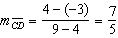 m_{\overline{CD}} = \frac{4-(-3)}{9-4} = \frac{7}{5}